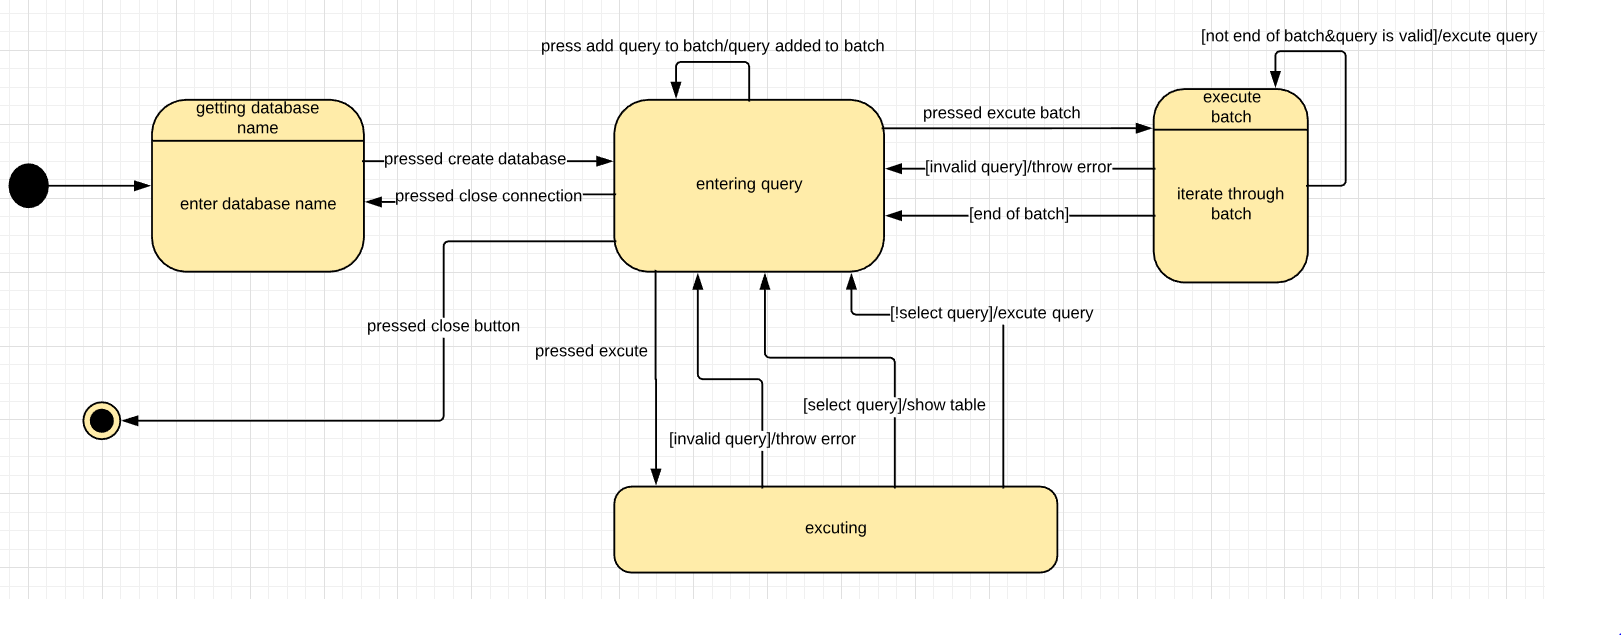 [not end of batch&query is valid]/excute query
press add query to batch/query added to batch
getting database
name
enter database name
pressed create database
pressed close connection
entering query
pressed excute batch
[invalid query]/throw error
[end of batch]
execute
batch
iterate through
batch
pressed close button
pressed excute
[!select query]/excute query
[select query]/show table
[invalid query]/throw error
excuting